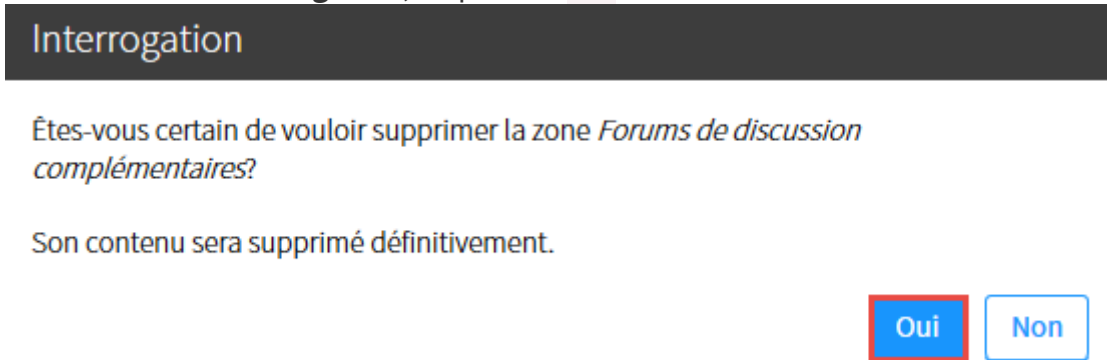 Interrogation
Êtes-vous certain de vouloir supprimer la zone Forums de discussion
complémentaires?
Son contenu sera supprimé définitivement.
Oui Non